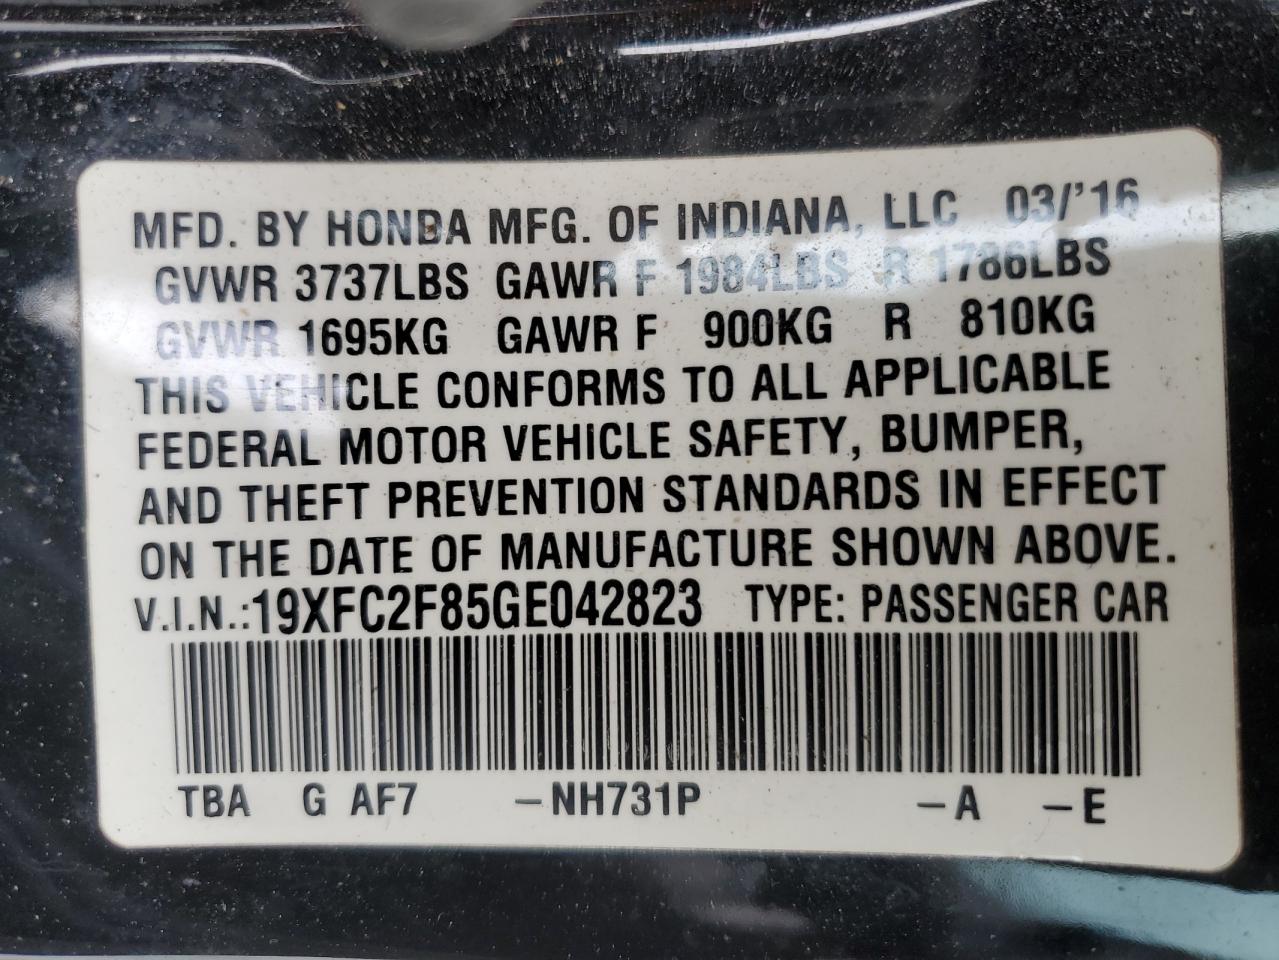 MFD. BY HONDA MFG. OF INDIANA, LLC 03/'16
GVWR 3737LBS GAWR F 1984LBS R 1786LBS
GVWR 1695KG GAWR F 900KG R 810KG
THIS VEHICLE CONFORMS TO ALL APPLICABLE
FEDERAL MOTOR VEHICLE SAFETY, BUMPER,
AND THEFT PREVENTION STANDARDS IN EFFECT
ON THE DATE OF MANUFACTURE SHOWN ABOVE.
V.I.N.:19XFC2F85GE042823 TYPE: PASSENGER CAR
TBA G AF7 –NH731P –A –E